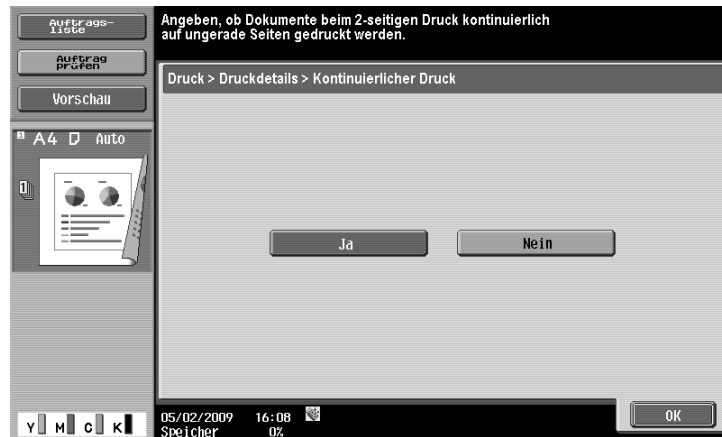 Auftrags-
liste
Auftrag
prüfen
Vorschau
A4 Auto
1
Y M C K
Angeben, ob Dokumente beim 2-seitigen Druck kontinuierlich
auf ungerade Seiten gedruckt werden.
Druck > Druckdetails > Kontinuierlicher Druck
Ja Nein
05/02/2009 16:08
Speicher 0%
OK